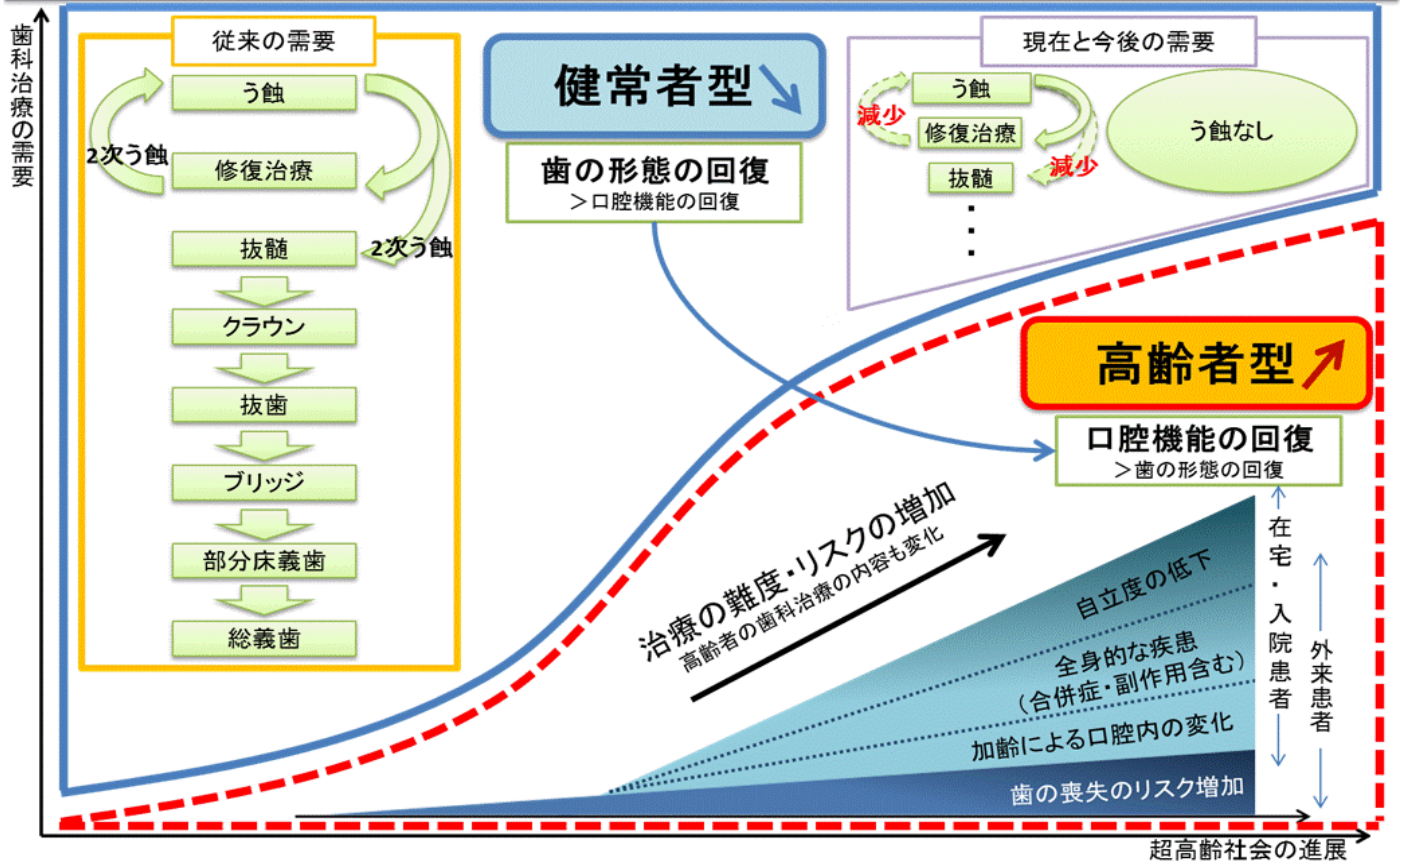 歯科治療の需要
従来の需要
う蝕
2次う蝕
修復治療
抜髄
2次う蝕
クラウン
抜歯
ブリッジ
部分床義歯
総義歯
健常者型
歯の形態の回復
＞口腔機能の回復
現在と今後の需要
う蝕
減少
修復治療
減少
抜髄
・
・
・
う蝕なし
高齢者型
口腔機能の回復
＞歯の形態の回復
治療の難度・リスクの増加
高齢者の歯科治療の内容も変化
自立度の低下
全身的な疾患
（合併症・副作用含む）
加齢による口腔内の変化
歯の喪失のリスク増加
在宅・入院患者
外来患者
超高齢社会の進展